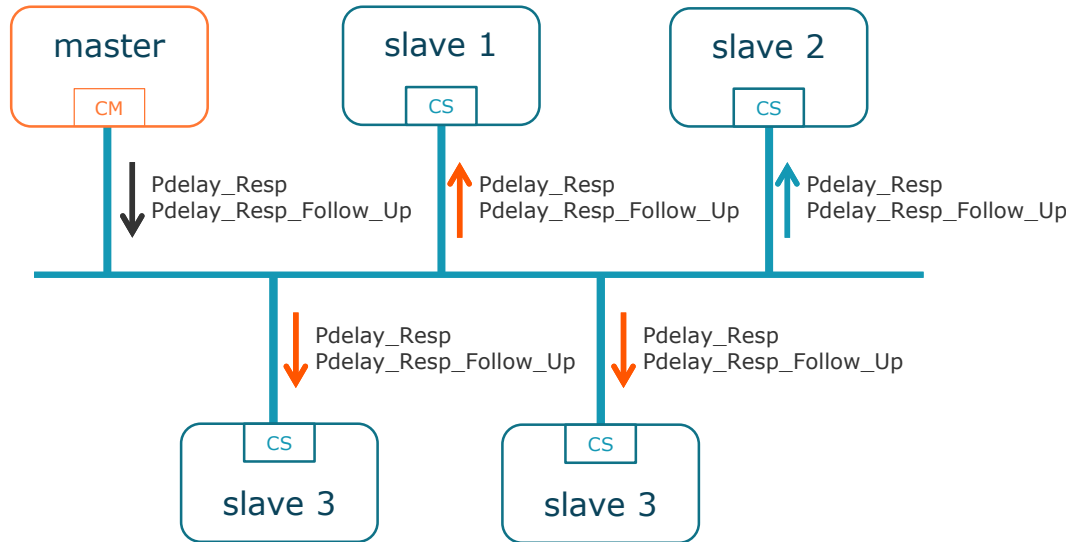 master
CM
slave 1
CS
slave 2
CS
Pdelay_Resp
Pdelay_Resp_Follow_Up
Pdelay_Resp
Pdelay_Resp_Follow_Up
Pdelay_Resp
Pdelay_Resp_Follow_Up
Pdelay_Resp
Pdelay_Resp_Follow_Up
Pdelay_Resp
Pdelay_Resp_Follow_Up
CS
slave 3
CS
slave 3